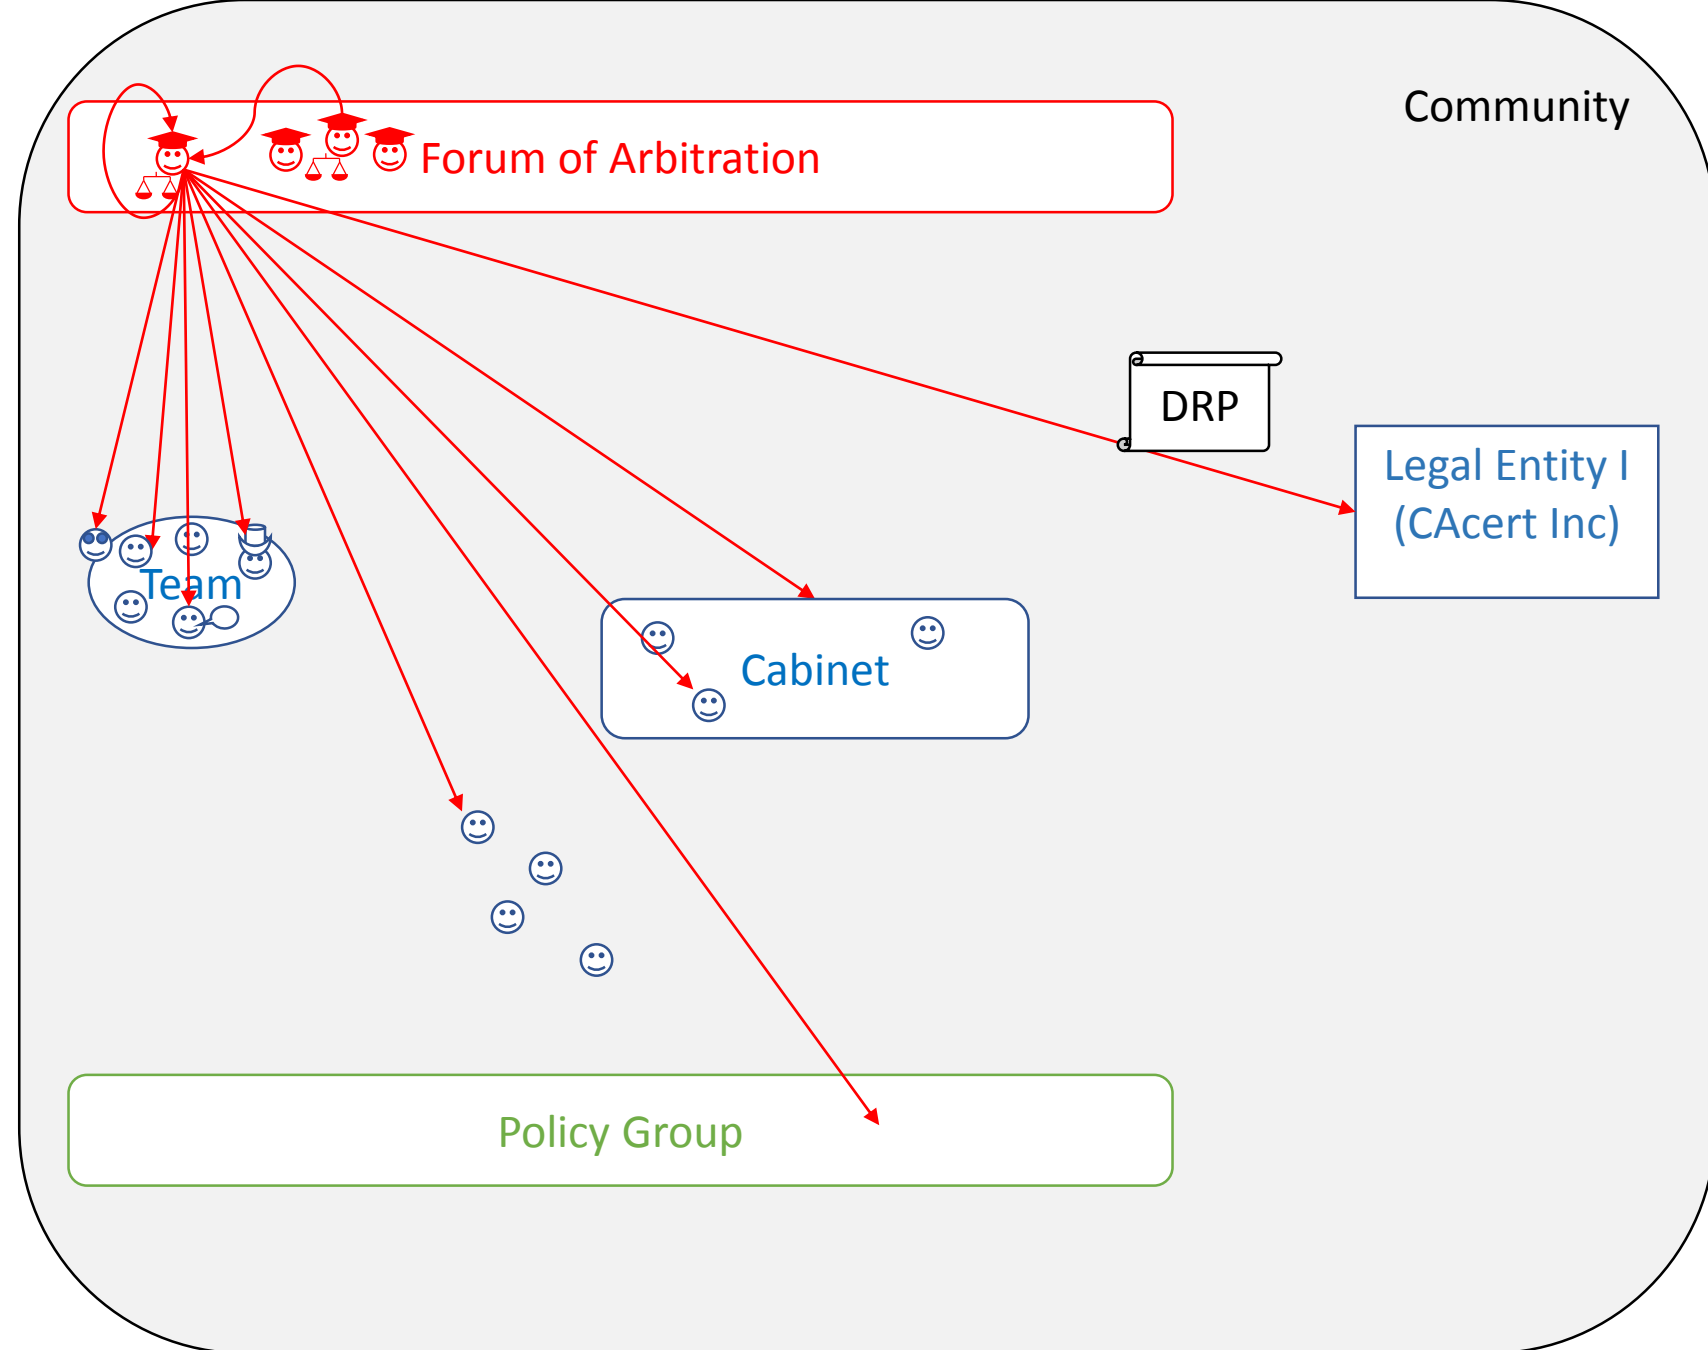 Community
Forum of Arbitration
DRP
Legal Entity I
(CAcert Inc)
Team
Cabinet
Policy Group